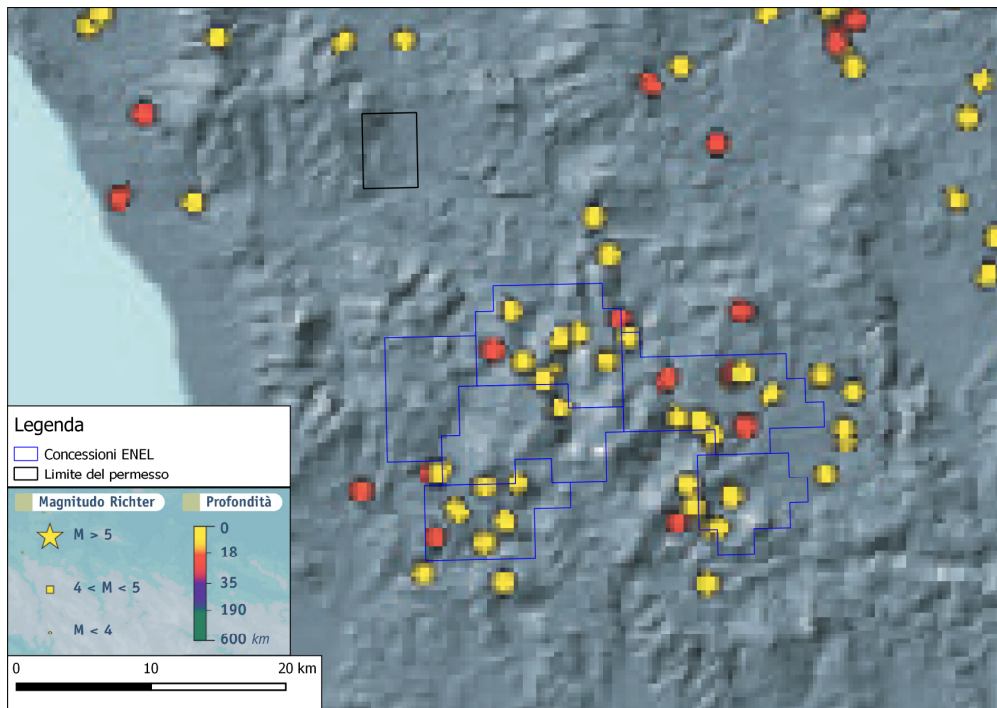 Legenda
Concessioni ENEL
Limite del permesso
Magnitudo Richter Profondità
M > 5
4 < M < 5
M < 4
0
18
35
190
600 km
0 10 20 km